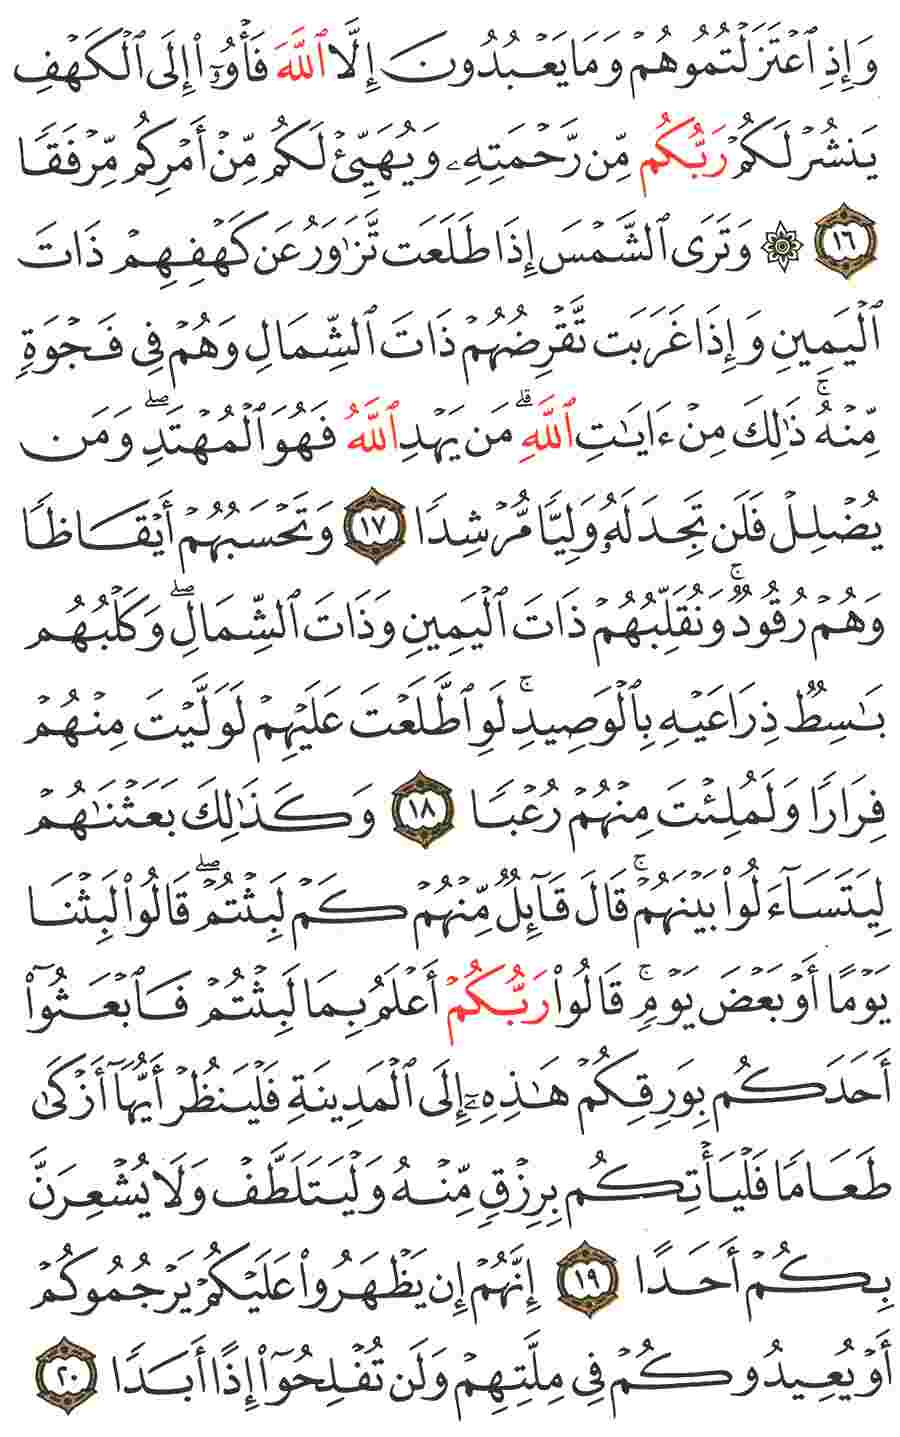 وَإِذِ ٱعْتَزَلْتُمُوهُمْ وَمَا يَعْبُدُونَ إِلَّا ٱللَّهَ فَأْوُۥٓا۟ إِلَى ٱلْكَهْفِ
يَنشُرْ لَكُمْ رَبُّكُم مِّن رَّحْمَتِهِۦ وَيُهَيِّئْ لَكُم مِّنْ أَمْرِكُم مِّرْفَقًا
١٦ ۞ وَتَرَى ٱلشَّمْسَ إِذَا طَلَعَت تَّزَٰوَرُ عَن كَهْفِهِمْ ذَاتَ
ٱلْيَمِينِ وَإِذَا غَرَبَت تَّقْرِضُهُمْ ذَاتَ ٱلشِّمَالِ وَهُمْ فِى فَجْوَةٍ
مِّنْهُ ۚ ذَٰلِكَ مِنْ ءَايَٰتِ ٱللَّهِ ۗ مَن يَهْدِ ٱللَّهُ فَهُوَ ٱلْمُهْتَدِ ۖ وَمَن
يُضْلِلْ فَلَن تَجِدَ لَهُۥ وَلِيًّا مُّرْشِدًا ١٧ وَتَحْسَبُهُمْ أَيْقَاظًا
وَهُمْ رُقُودٌ ۚ وَنُقَلِّبُهُمْ ذَاتَ ٱلْيَمِينِ وَذَاتَ ٱلشِّمَالِ ۖ وَكَلْبُهُم
بَٰسِطٌ ذِرَاعَيْهِ بِٱلْوَصِيدِ ۚ لَوِ ٱطَّلَعْتَ عَلَيْهِمْ لَوَلَّيْتَ مِنْهُمْ
فِرَارًا وَلَمُلِئْتَ مِنْهُمْ رُعْبًا ١٨ وَكَذَٰلِكَ بَعَثْنَٰهُمْ
لِيَتَسَآءَلُوا۟ بَيْنَهُمْ ۚ قَالَ قَآئِلٌ مِّنْهُمْ كَمْ لَبِثْتُمْ ۖ قَالُوا۟ لَبِثْنَا
يَوْمًا أَوْ بَعْضَ يَوْمٍ ۚ قَالُوا۟ رَبُّكُمْ أَعْلَمُ بِمَا لَبِثْتُمْ فَٱبْعَثُوٓا۟
أَحَدَكُم بِوَرِقِكُمْ هَٰذِهِۦٓ إِلَى ٱلْمَدِينَةِ فَلْيَنظُرْ أَيُّهَآ أَزْكَىٰ
طَعَامًا فَلْيَأْتِكُم بِرِزْقٍ مِّنْهُ وَلْيَتَلَطَّفْ وَلَا يُشْعِرَنَّ
بِكُمْ أَحَدًا ١٩ إِنَّهُمْ إِن يَظْهَرُوا۟ عَلَيْكُمْ يَرْجُمُوكُمْ
أَوْ يُعِيدُوكُمْ فِى مِلَّتِهِمْ وَلَن تُفْلِحُوٓا۟ إِذًا أَبَدًا ٢٠